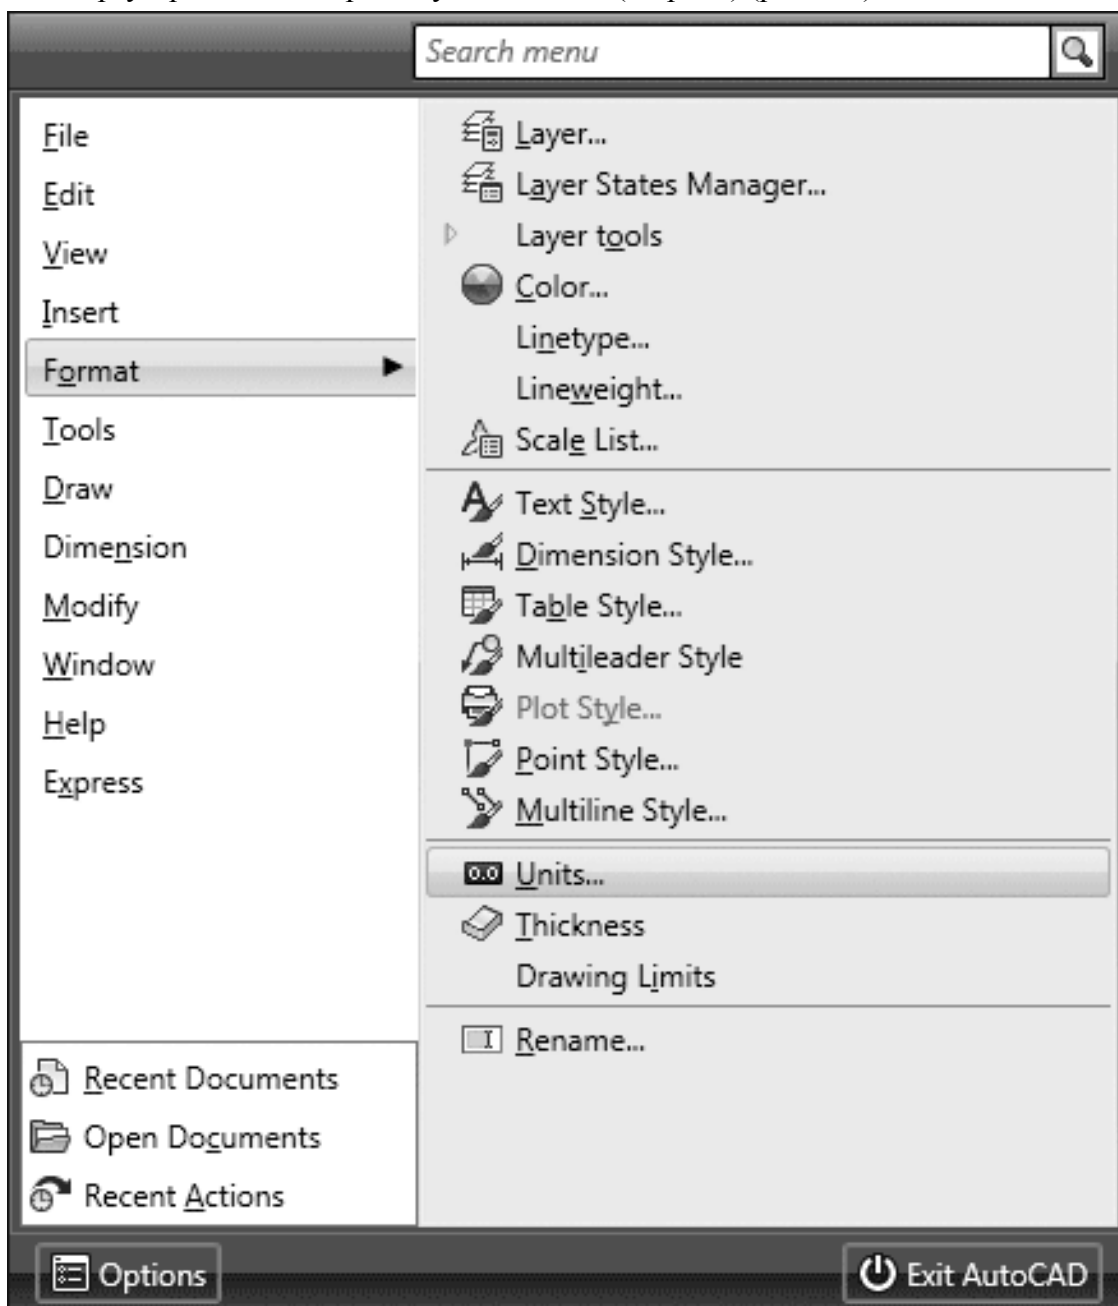 Search menu
File
Edit
View
Insert
Format
Tools
Draw
Dimension
Modify
Window
Help
Express
Recent Documents
Open Documents
Recent Actions
Layer...
Layer States Manager...
Layer tools
Color...
Linetype...
Lineweight...
Scale List...
Text Style...
Dimension Style...
Table Style...
Multileader Style
Plot Style...
Point Style...
Multiline Style...
0.0 Units...
Thickness
Drawing Limits
Rename...
Options
Exit AutoCAD